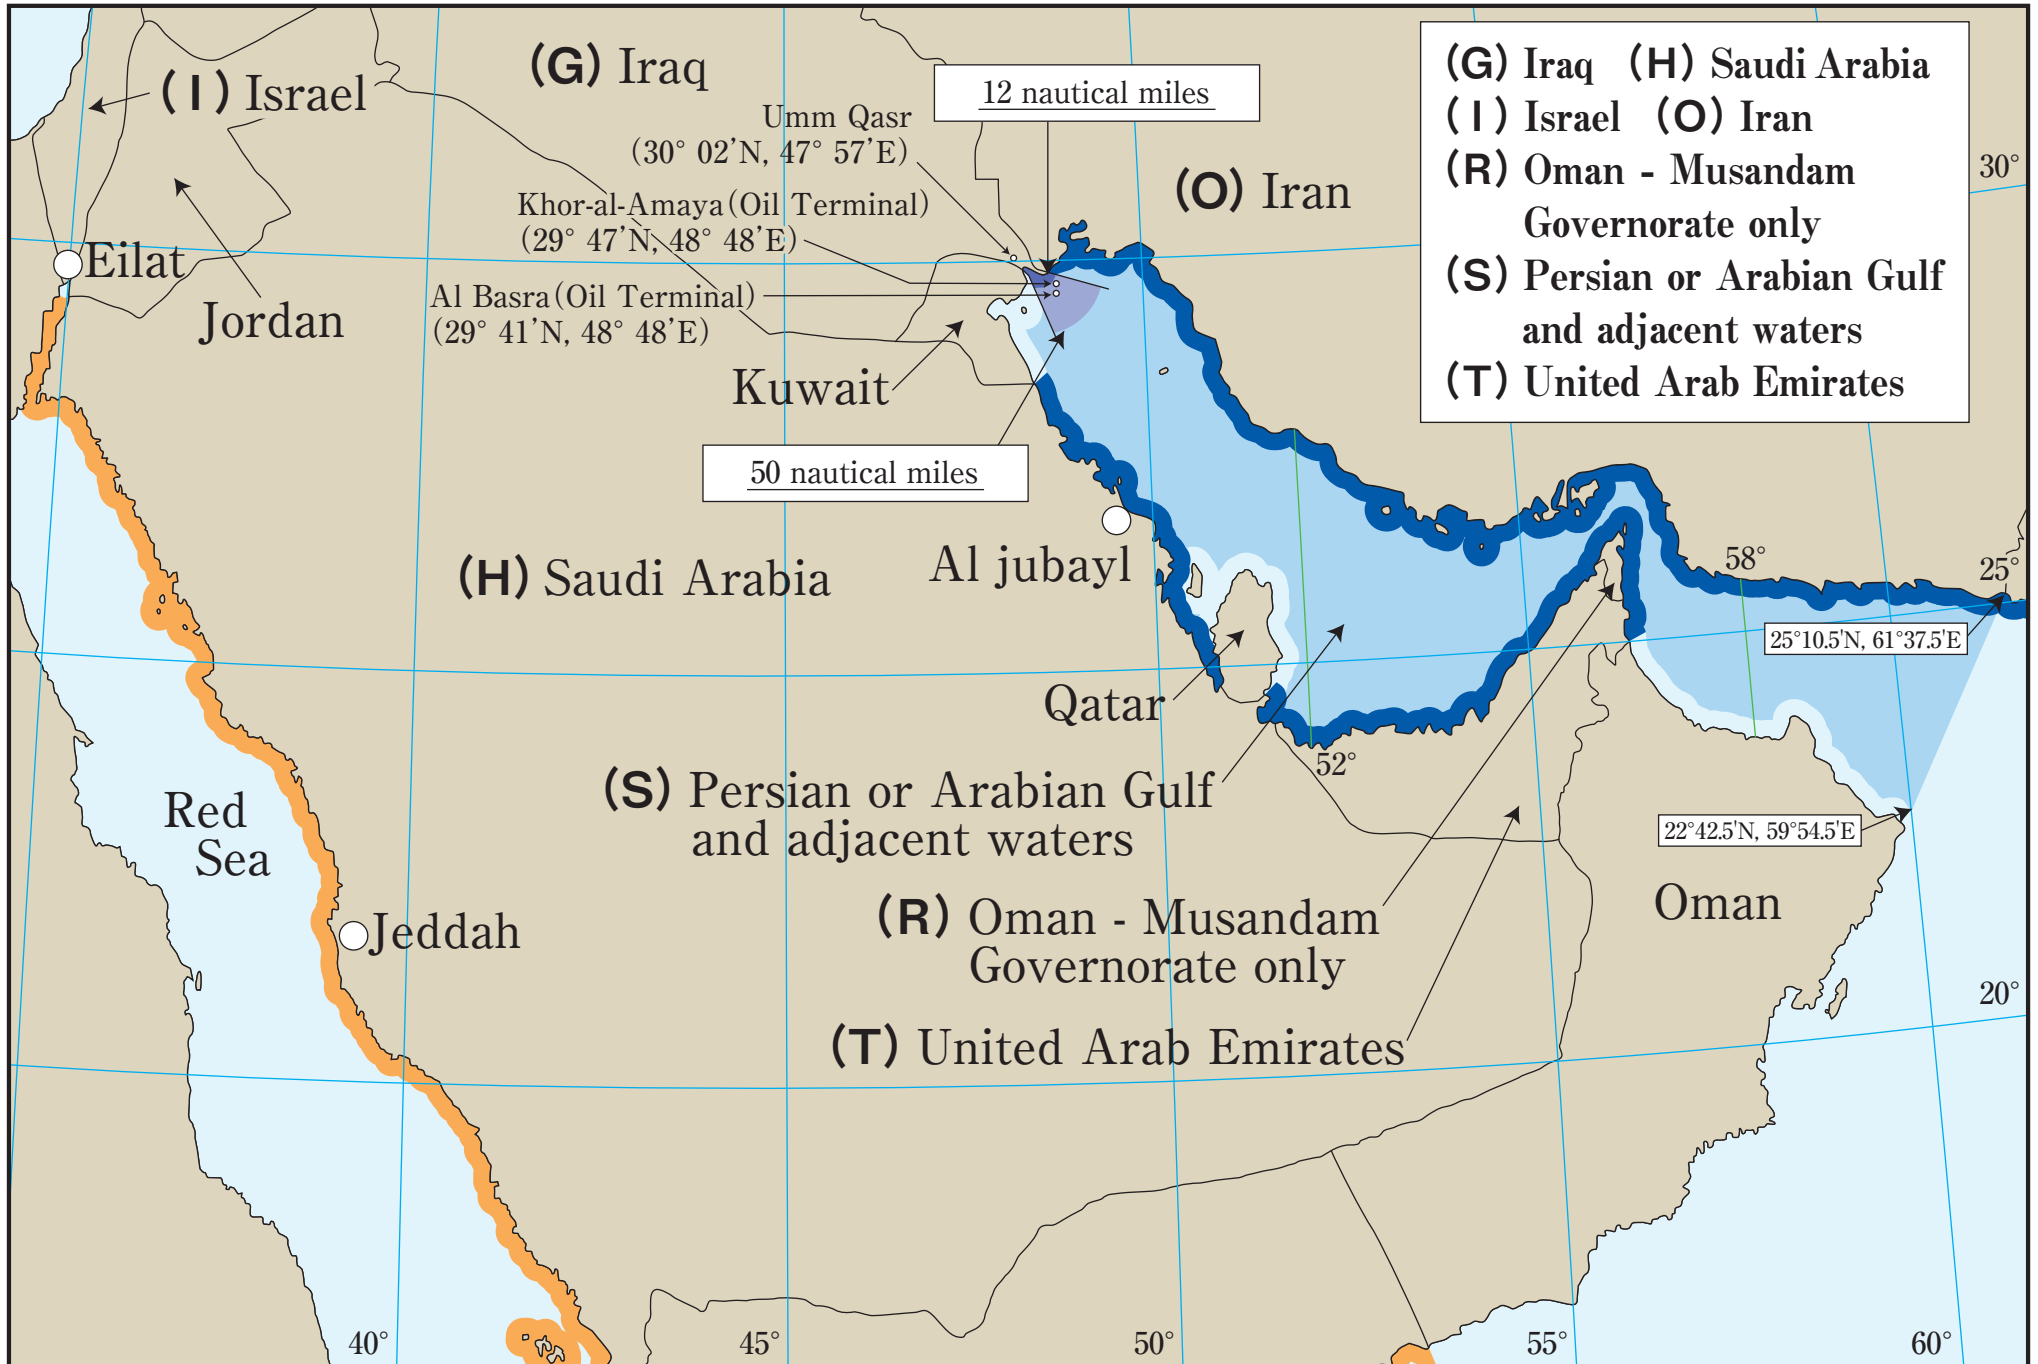 (I) Israel
(G) Iraq
12 nautical miles
Umm Qasr
(30° 02’N, 47° 57’E)
(O) Iran
Khor-al-Amaya(Oil Terminal)
(29° 47’N, 48° 48’E)
Al Basra(Oil Terminal)
(29° 41’N, 48° 48’E)
Eilat
Jordan
Kuwait
50 nautical miles
(G) Iraq (H) Saudi Arabia
(I) Israel (O) Iran
(R) Oman - Musandam
Governorate only
(S) Persian or Arabian Gulf
and adjacent waters
(T) United Arab Emirates
30°
(H) Saudi Arabia
Al jubayl
58°
25°
25°10.5'N, 61°37.5'E
Qatar
52°
(S) Persian or Arabian Gulf
and adjacent waters
22°42.5'N, 59°54.5'E
Red
Sea
(R) Oman - Musandam
Governorate only
Oman
Jeddah
20°
(T) United Arab Emirates
40°
45°
50°
55°
60°